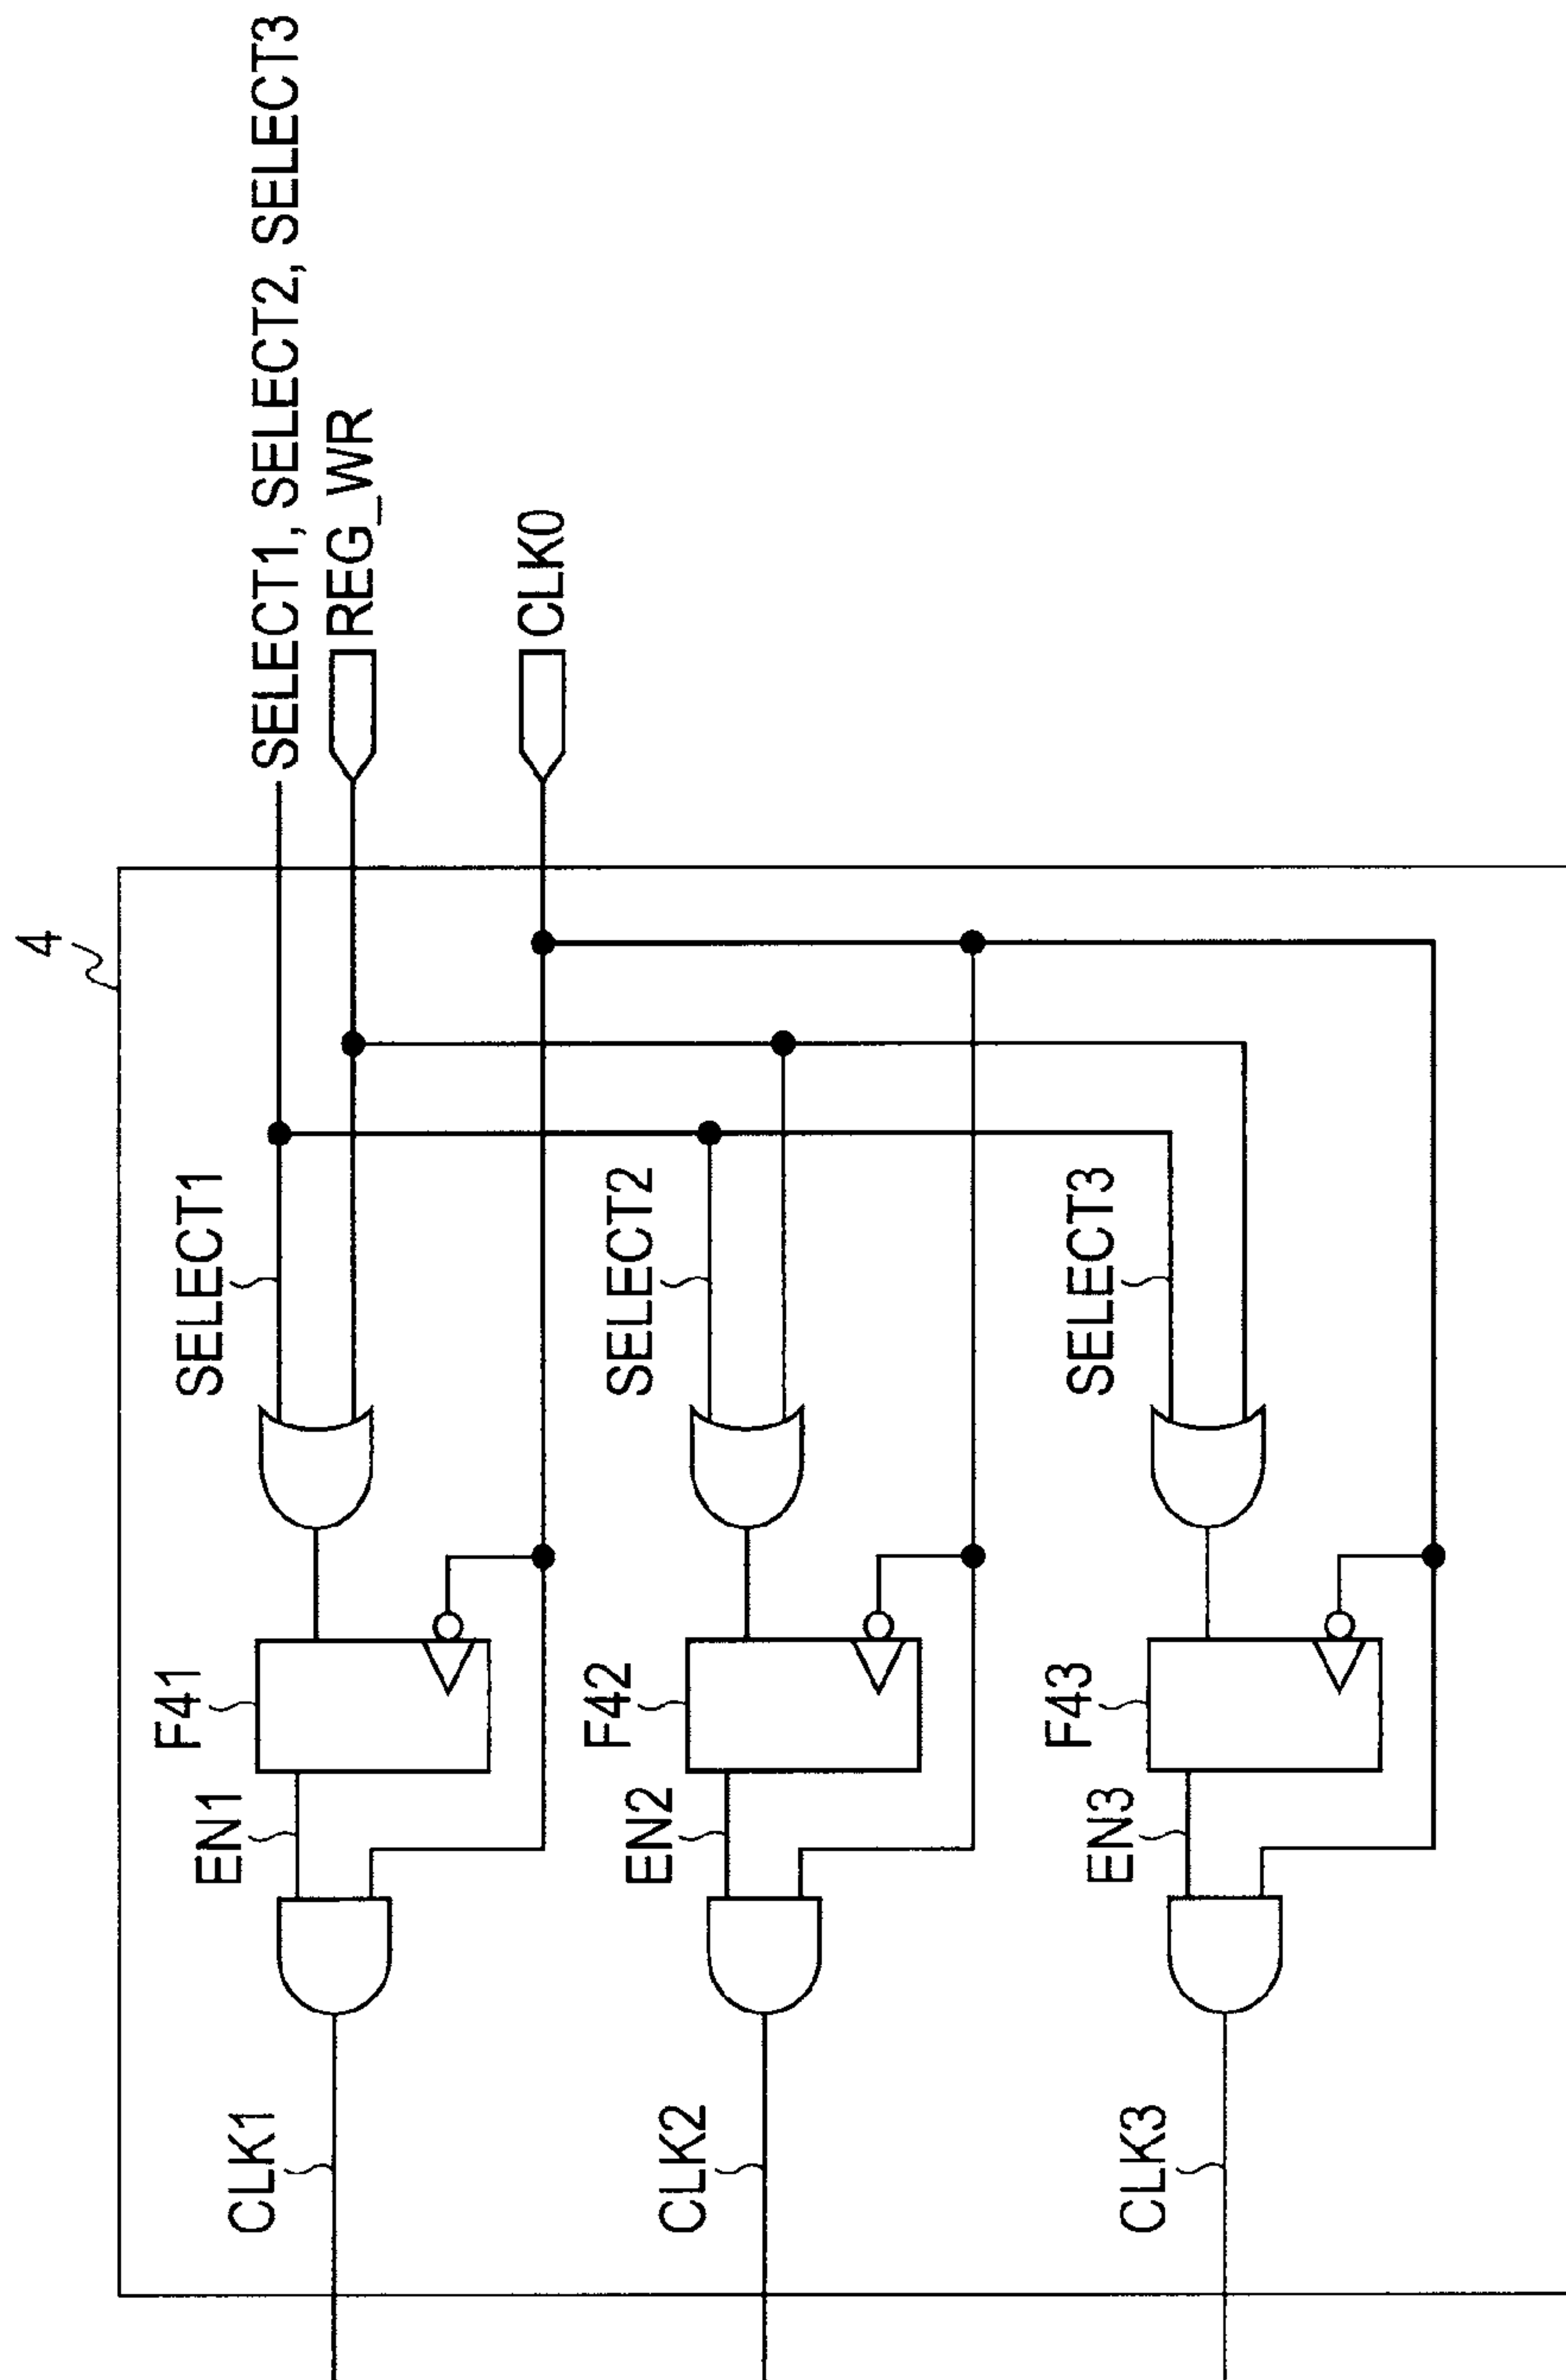 4
SELECT1, SELECT2, SELECT3
REG_WR
CLK0
SELECT1
F41
EN1
CLK1
SELECT2
F42
EN2
CLK2
SELECT3
F43
EN3
CLK3